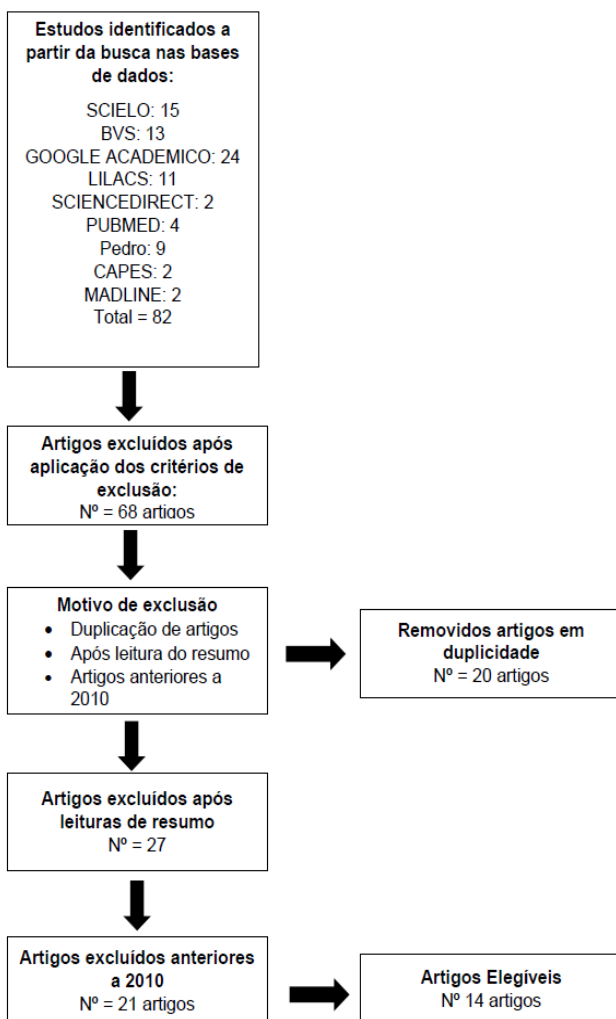 Estudos identificados a
partir da busca nas bases
de dados:
SCIELO: 15
BVS: 13
GOOGLE ACADEMICO: 24
LILACS: 11
SCIENCEDIRECT: 2
PUBMED: 4
Pedro: 9
CAPES: 2
MADLINE: 2
Total = 82
Artigos excluídos após
aplicação dos critérios de
exclusão:
Nº = 68 artigos
Motivo de exclusão
• Duplicação de artigos
• Após leitura do resumo
• Artigos anteriores a
2010
Removidos artigos em
duplicidade
Nº = 20 artigos
Artigos excluídos após
leituras de resumo
Nº = 27
Artigos excluídos anteriores
a 2010
Nº = 21 artigos
Artigos Elegíveis
Nº 14 artigos